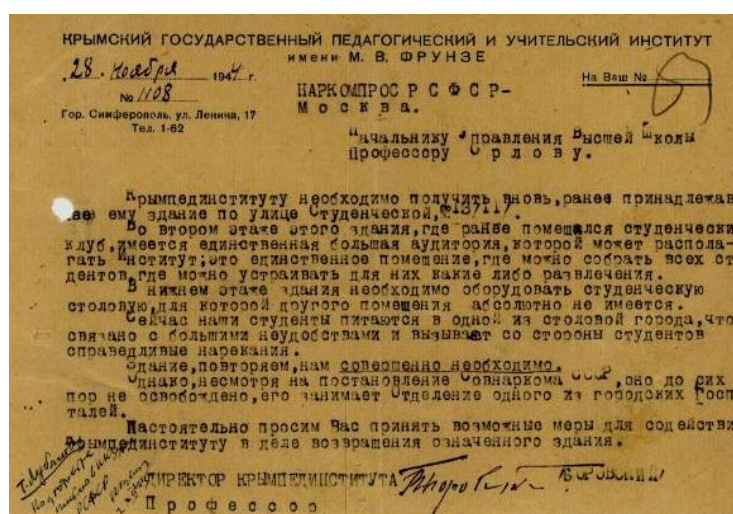 КРЫМСКИЙ ГОСУДАРСТВЕННЫЙ ПЕДАГОГИЧЕСКИЙ И УЧИТЕЛЬСКИЙ ИНСТИТУТ
имени М. В. ФРУНЗЕ
28. Ноября 1944 г.
На Ваш №
№ 1108
НАРКОМПРОС Р С Ф С Р-
М о с к в а.
Гор. Симферополь, ул. Ленина, 17
Тел. 1-62
Начальнику Управления Высшей Школы
Профессору О р л о в у.
Крымпединституту необходимо получить вновь, ранее принадлежав
шее ему здание по улице Студенческой, №13/11/.
Во втором этаже этого здания, где ранее помещался студенчески
клуб, имеется единственная большая аудитория, которой может распола-
гать Институт; это единственное помещение, где можно собрать всех ст
дентов, где можно устраивать для них какие либо развлечения.
В нижнем этаже здания необходимо оборудовать студенческую
столовую, для которой другого помещения абсолютно не имеется.
Сейчас наши студенты питаются в одной из столовой города, что
связано с большими неудобствами и вызывает со стороны студентов
справедливые нарекания.
Здание, повторяем, нам совершенно необходимо.
Однако, несмотря на постановление Совнаркома СССР, оно до сих
пор не освобождено, его занимает Отделение одного из городских Госп
талей.
Настоятельно просим Вас принять возможные меры для содействи
Крымпединституту в деле возвращения означенного здания.
ДИРЕКТОР КРЫМПЕДИНСТИТУТА
П р о ф е с с о р